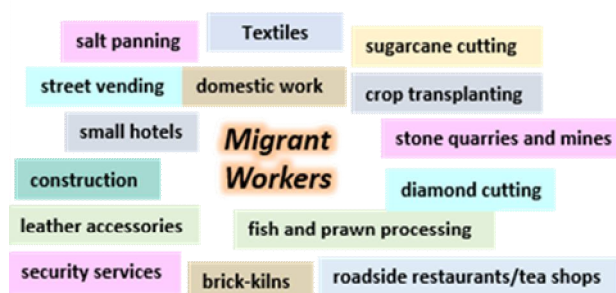 Textiles
salt panning
sugarcane cutting
street vending
domestic work
crop transplanting
small hotels
Migrant
Workers
stone quarries and mines
construction
diamond cutting
leather accessories
fish and prawn processing
security services
brick-kilns
roadside restaurants/tea shops